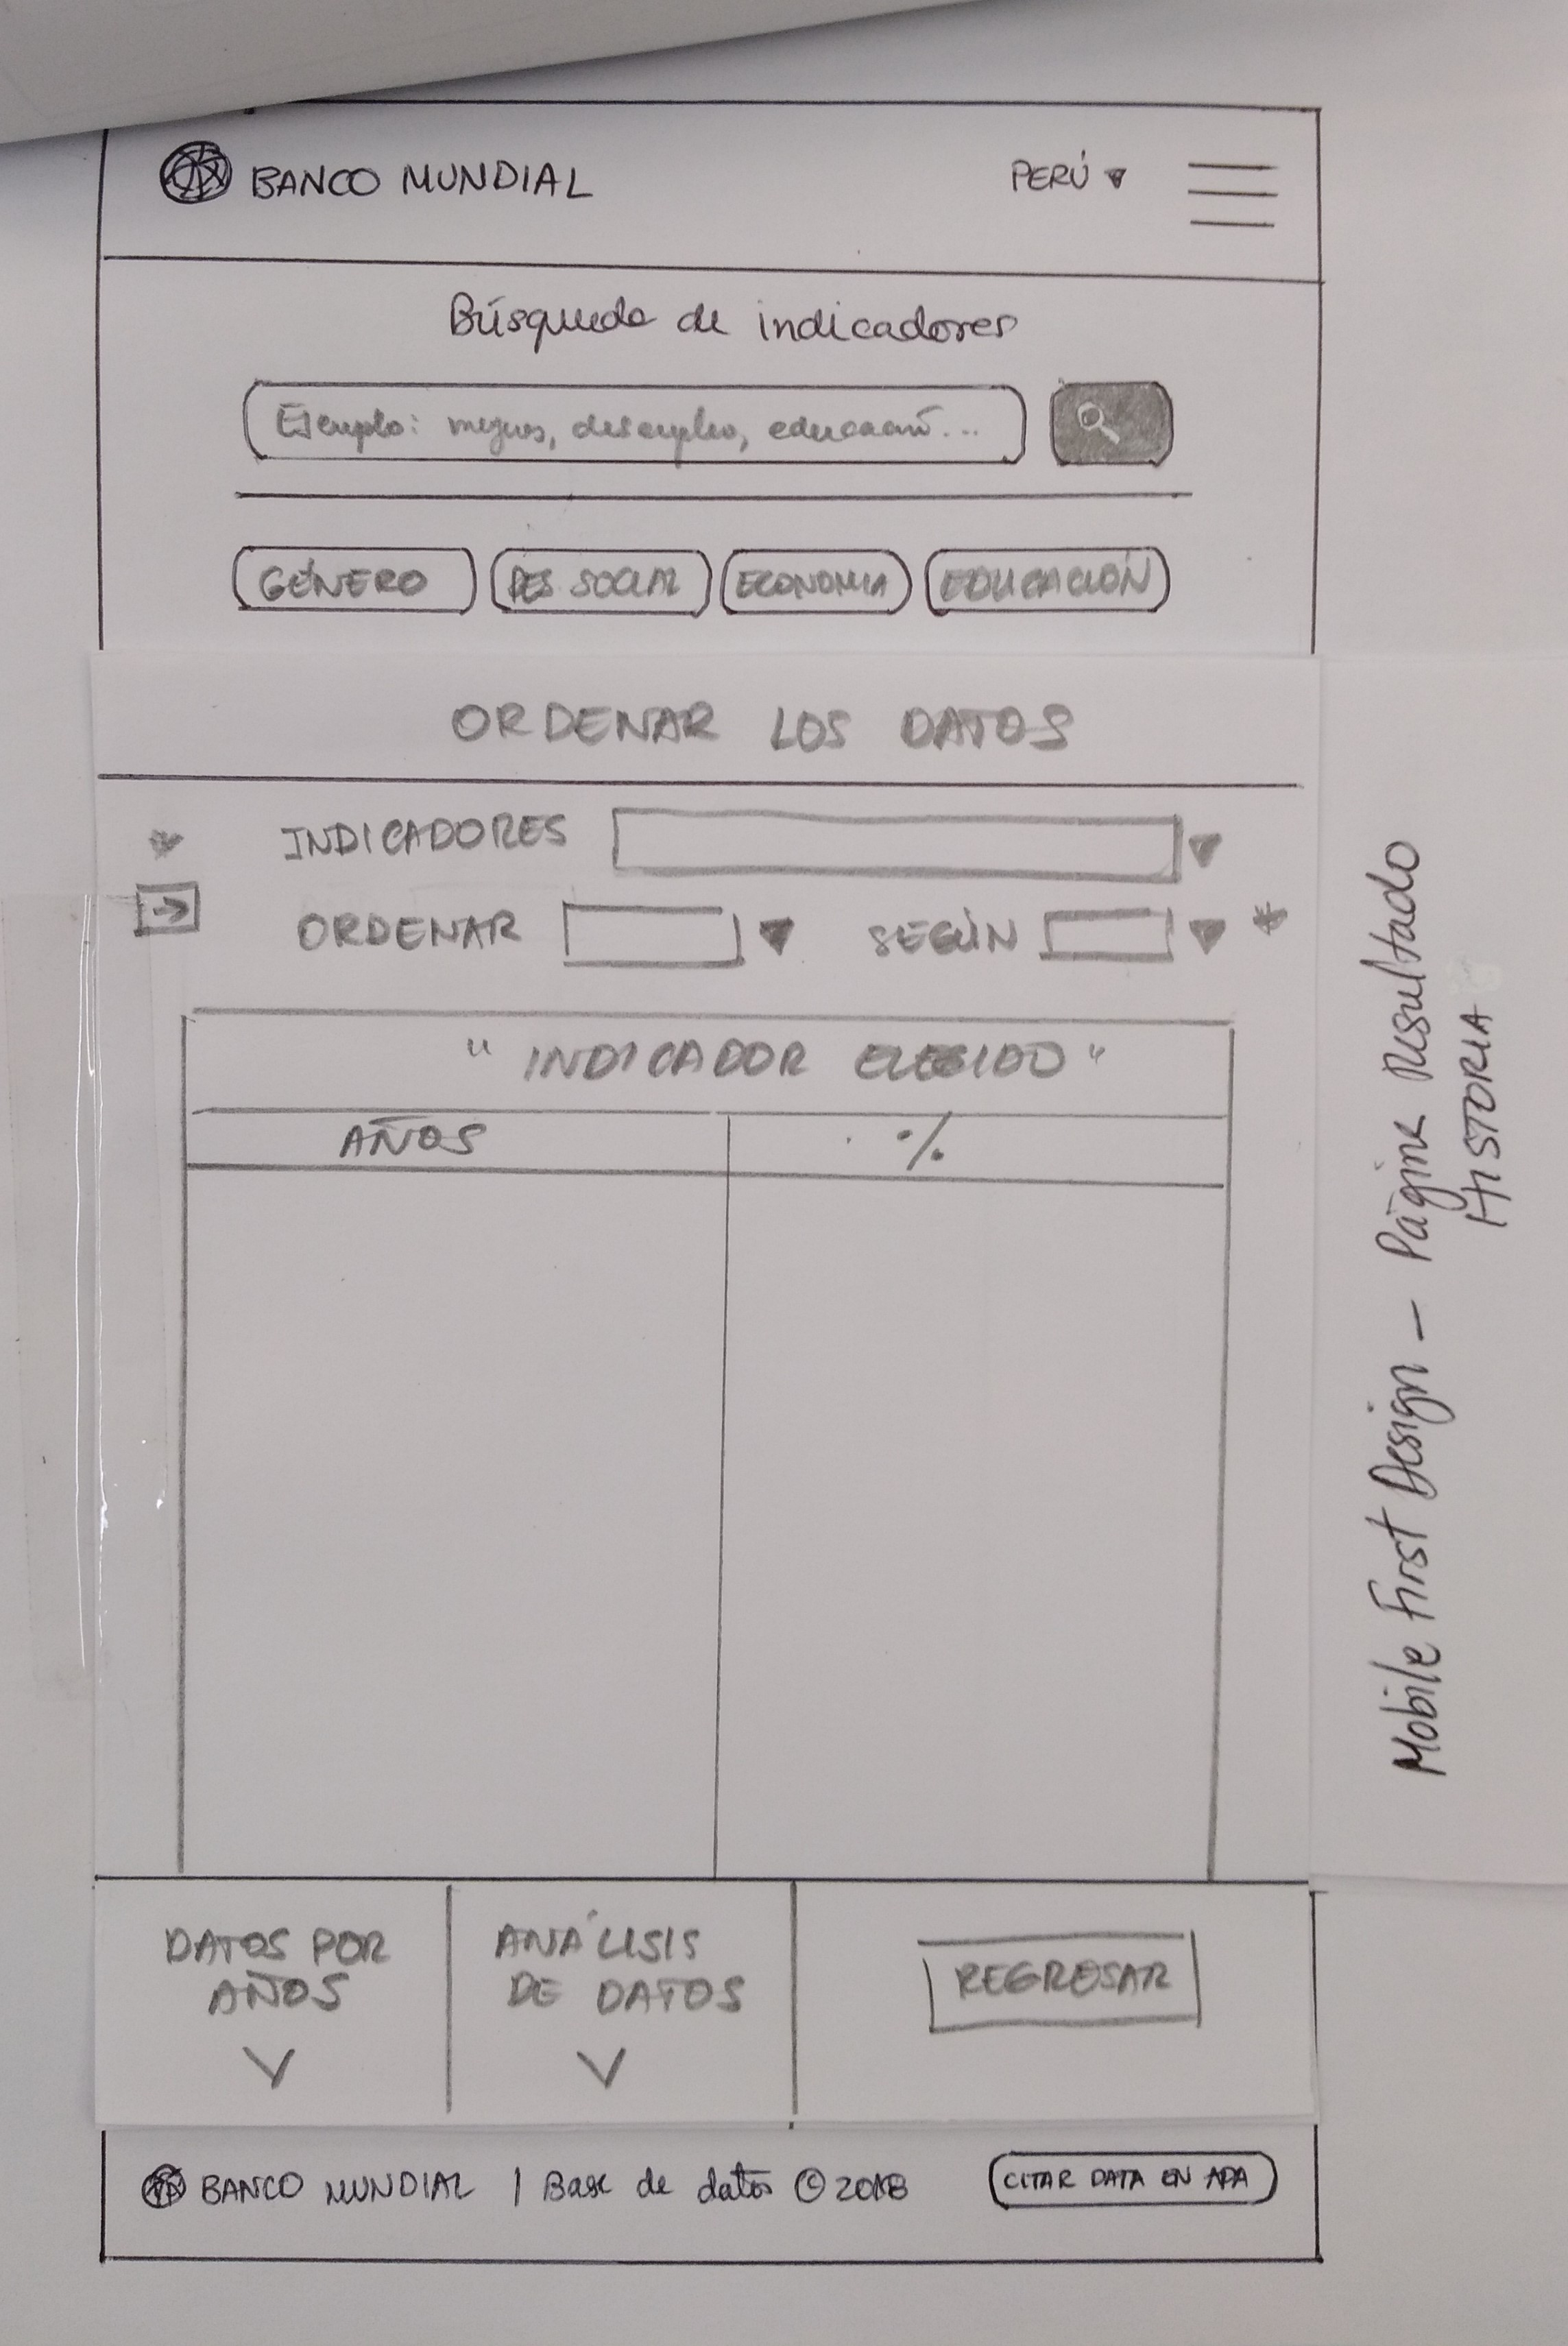 BANCO MUNDIAL
PERÚ
Búsqueda de indicadores
Ejemplo: mujeres, desempleo, educación...
GÉNERO
DES. SOCIAL
ECONOMIA
EDUCACIÓN
ORDENAR LOS DATOS
* INDICADORES
ORDENAR SEGÚN *
" INDICADOR ELEGIDO "
AÑOS %
DATOS POR
AÑOS
ANÁLISIS
DE DATOS
REGRESAR
BANCO MUNDIAL | Base de datos © 2018
CITAR DATA EN APA
Mobile First Design - Página Resultado
HISTORIA